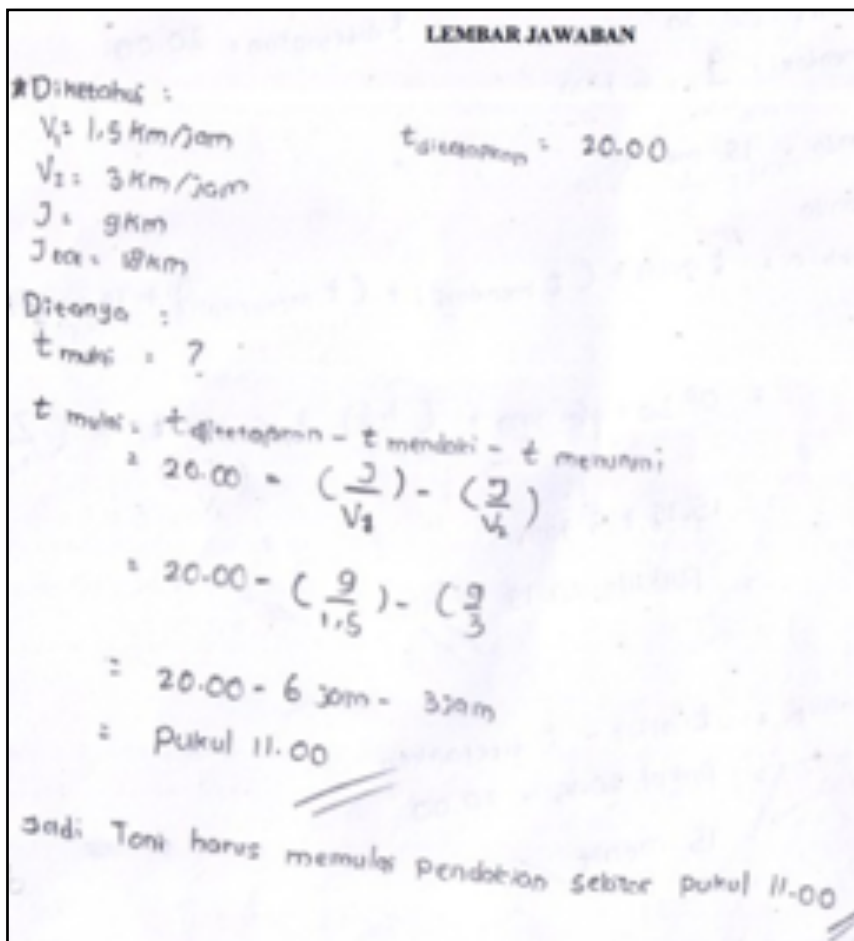 LEMBAR JAWABAN
*Diketahui :
V₁ = 1,5 Km/jam
t ditetapkan = 20.00
V₂ = 3 Km/jam
J = 9 Km
J total = 18 km
Ditanya :
t mulai = ?
t mulai = t ditetapkan - t mendaki - t menuruni
= 20.00 - (J/V₁) - (J/V₂)
= 20.00 - (9/1,5) - (9/3
= 20.00 - 6 jam - 3 jam
= Pukul 11.00
Jadi Toni harus memulai pendakian sekitar pukul 11.00